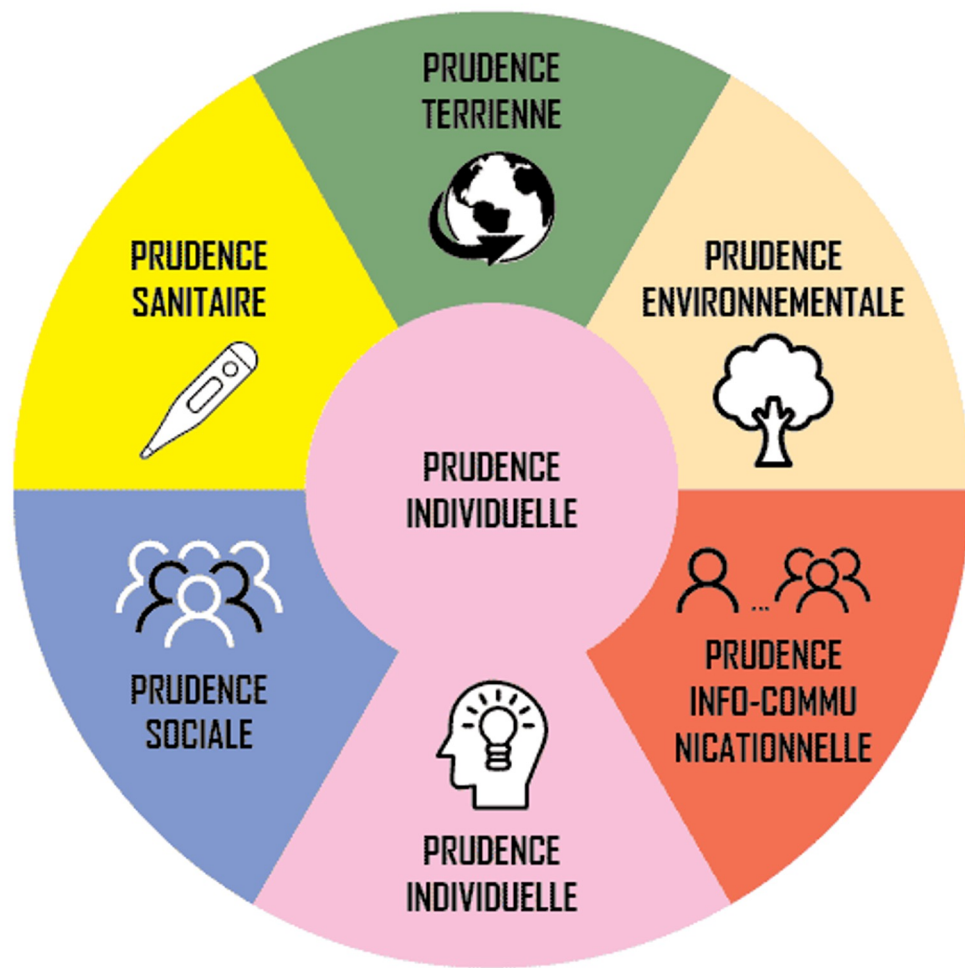 PRUDENCE
TERRIENNE
PRUDENCE
SANITAIRE
PRUDENCE
ENVIRONNEMENTALE
PRUDENCE
INDIVIDUELLE
...
PRUDENCE
SOCIALE
PRUDENCE
INFO-COMMU
NICATIONNELLE
PRUDENCE
INDIVIDUELLE